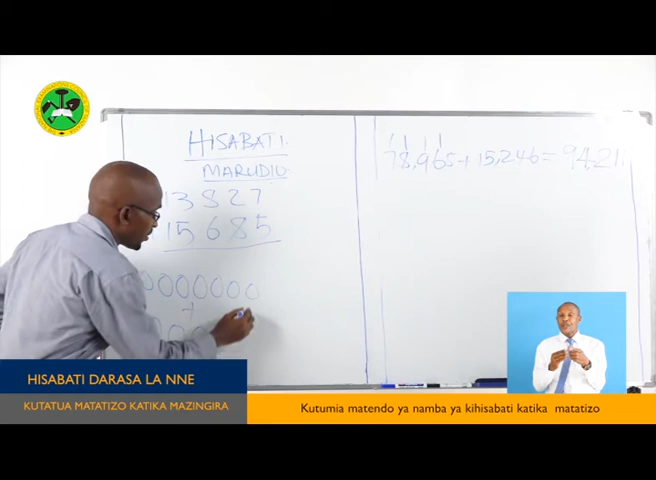 HISABATI
MARUDIO
13827
15685
+
78,965 + 15,246 = 94,21
HISABATI DARASA LA NNE
KUTATUA MATATIZO KATIKA MAZINGIRA
Kutumia matendo ya namba ya kihisabati katika matatizo